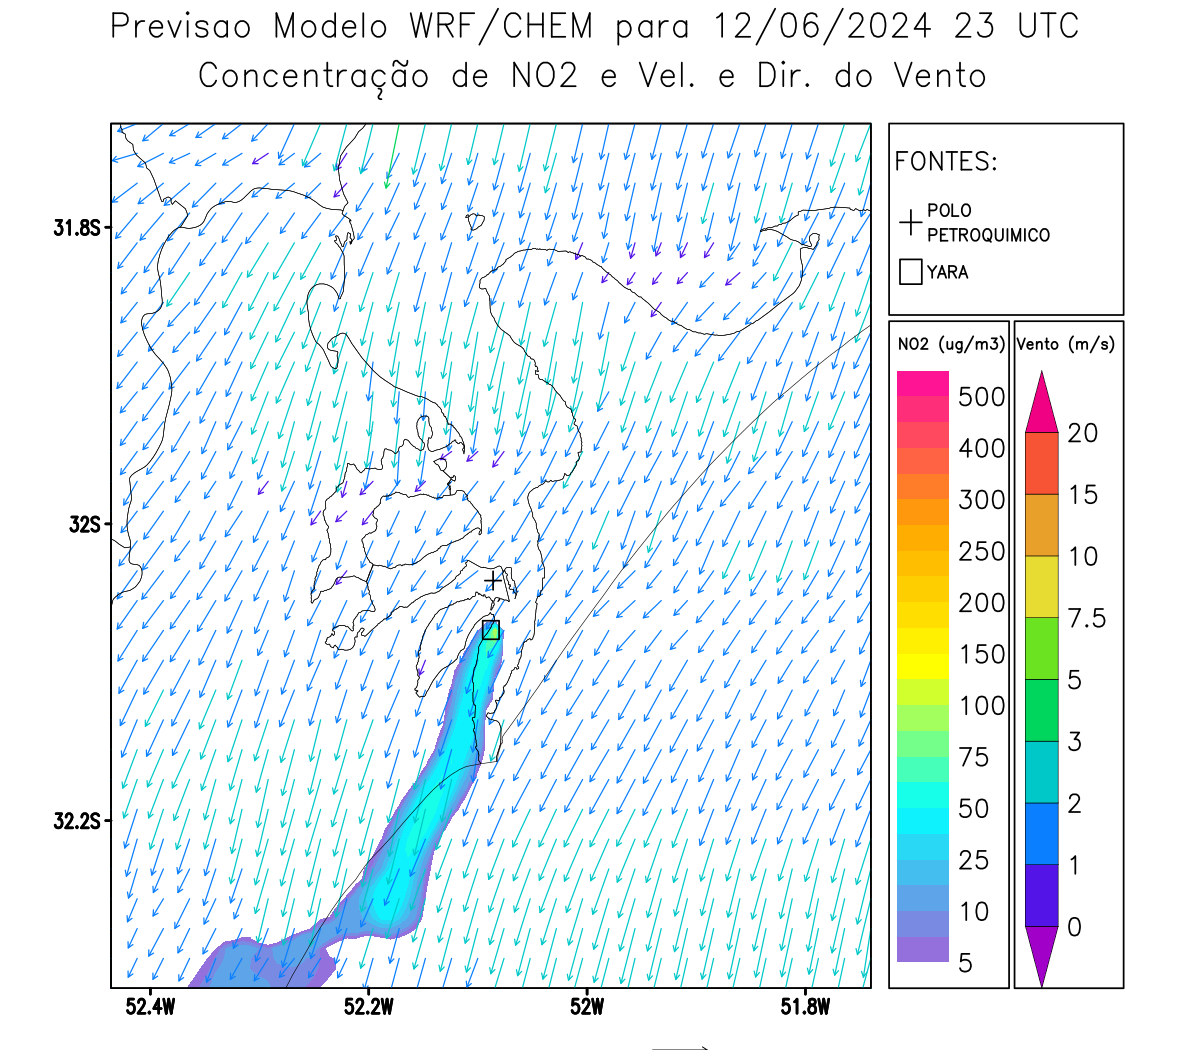 Previsao Modelo WRF/CHEM para 12/06/2024 23 UTC
Concentração de NO2 e Vel. e Dir. do Vento
FONTES:
POLO
PETROQUIMICO
YARA
NO2 (ug/m3)
500
400
300
250
200
150
100
75
50
25
10
5
Vento (m/s)
20
15
10
7.5
5
3
2
1
0
31.8S
32S
32.2S
52.4W
52.2W
52W
51.8W